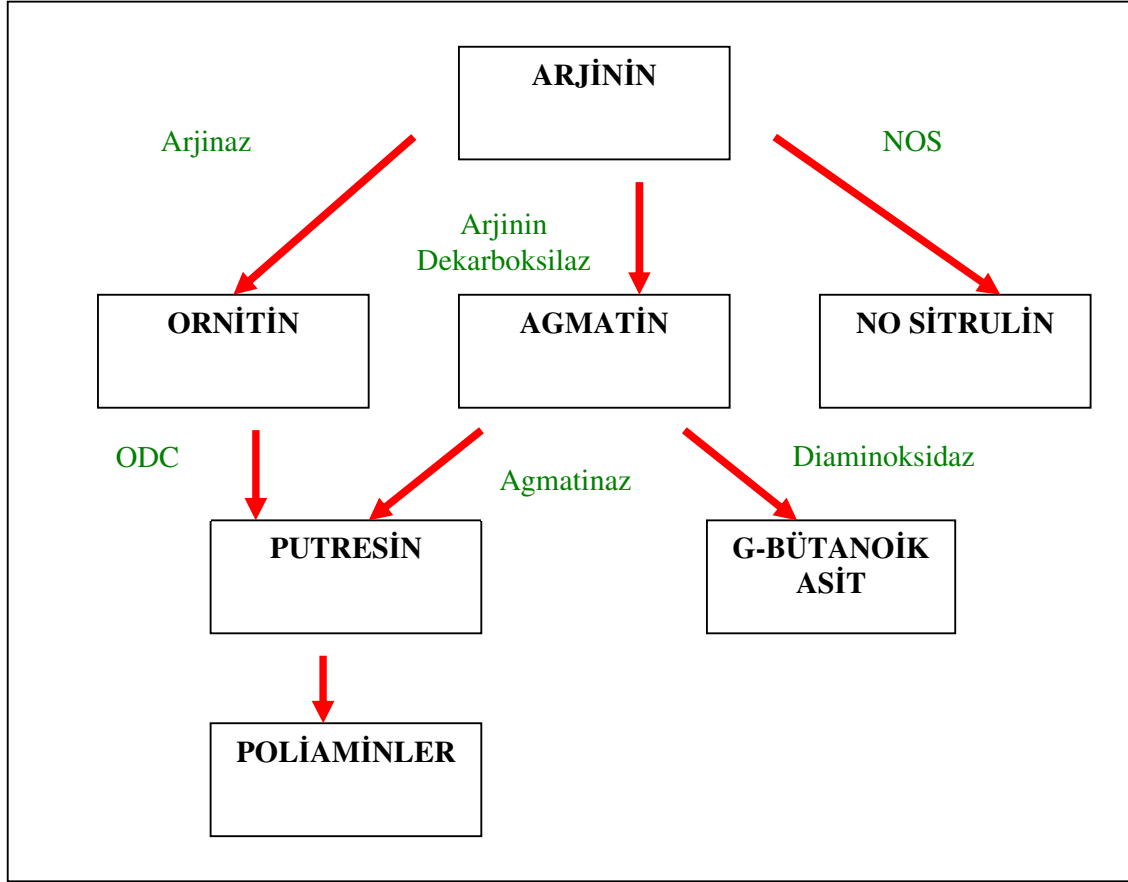 ARJİNİN
Arjinaz
NOS
Arjinin
Dekarboksilaz
ORNİTİN
AGMATİN
NO SİTRULİN
ODC
Agmatinaz
Diaminoksidaz
PUTRESİN
G-BÜTANOİK
ASİT
POLİAMİNLER